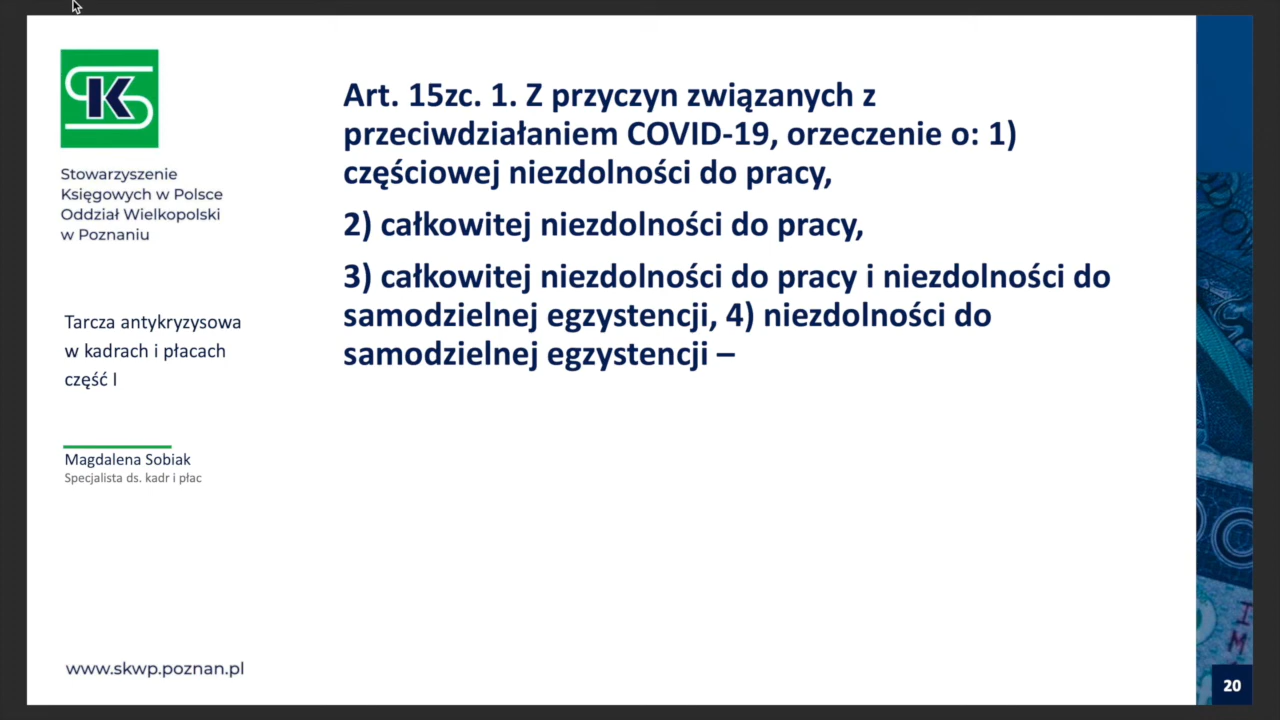 SKwP
Stowarzyszenie
Księgowych w Polsce
Oddział Wielkopolski
w Poznaniu
Tarcza antykryzysowa
w kadrach i płacach
część I
Magdalena Sobiak
Specjalista ds. kadr i płac
www.skwp.poznan.pl
Art. 15zc. 1. Z przyczyn związanych z
przeciwdziałaniem COVID-19, orzeczenie o: 1)
częściowej niezdolności do pracy,
2) całkowitej niezdolności do pracy,
3) całkowitej niezdolności do pracy i niezdolności do
samodzielnej egzystencji, 4) niezdolności do
samodzielnej egzystencji –
20